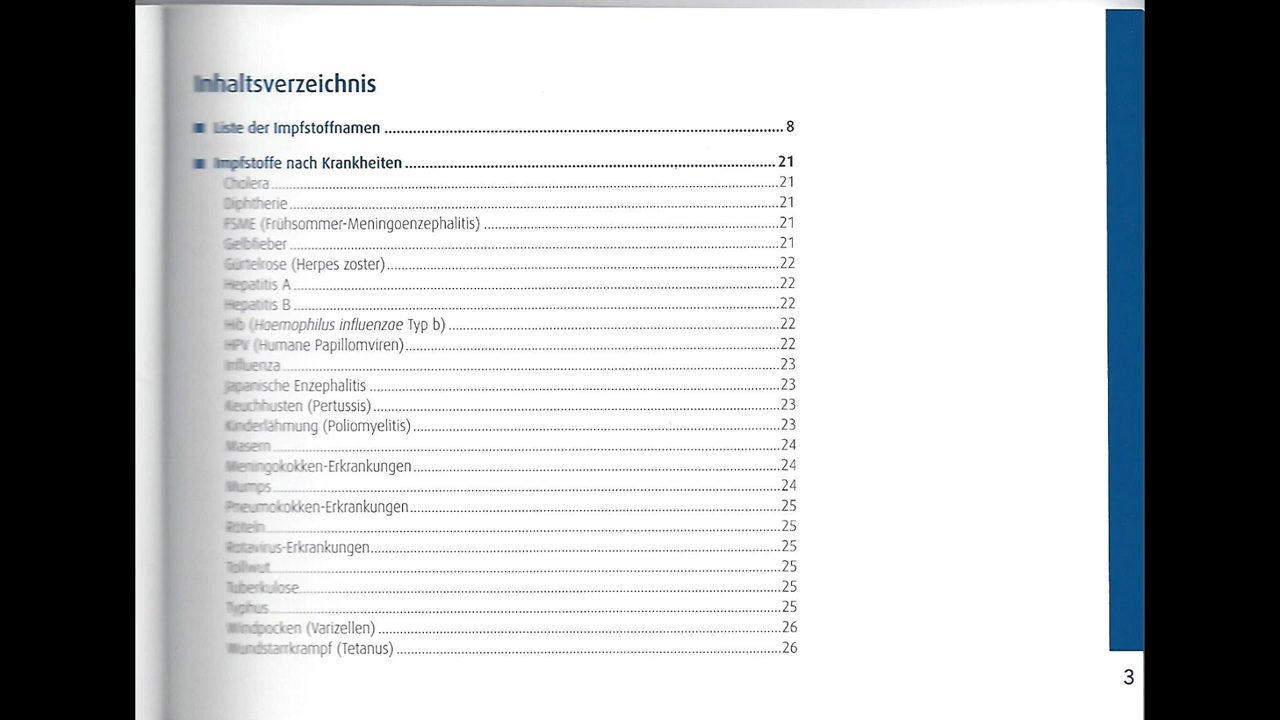 Inhaltsverzeichnis
■ Liste der Impfstoffnamen ........ 8
■ Impfstoffe nach Krankheiten ........ 21
Cholera ........ 21
Diphtherie ........ 21
FSME (Frühsommer-Meningoenzephalitis) ........ 21
Gelbfieber ........ 21
Gürtelrose (Herpes zoster) ........ 22
Hepatitis A ........ 22
Hepatitis B ........ 22
Hib (Haemophilus influenzae Typ b) ........ 22
HPV (Humane Papillomviren) ........ 22
Influenza ........ 23
Japanische Enzephalitis ........ 23
Keuchhusten (Pertussis) ........ 23
Kinderlähmung (Poliomyelitis) ........ 23
Masern ........ 24
Meningokokken-Erkrankungen ........ 24
Mumps ........ 24
Pneumokokken-Erkrankungen ........ 25
Röteln ........ 25
Rotavirus-Erkrankungen ........ 25
Tollwut ........ 25
Tuberkulose ........ 25
Typhus ........ 25
Windpocken (Varizellen) ........ 26
Wundstarrkrampf (Tetanus) ........ 26
3